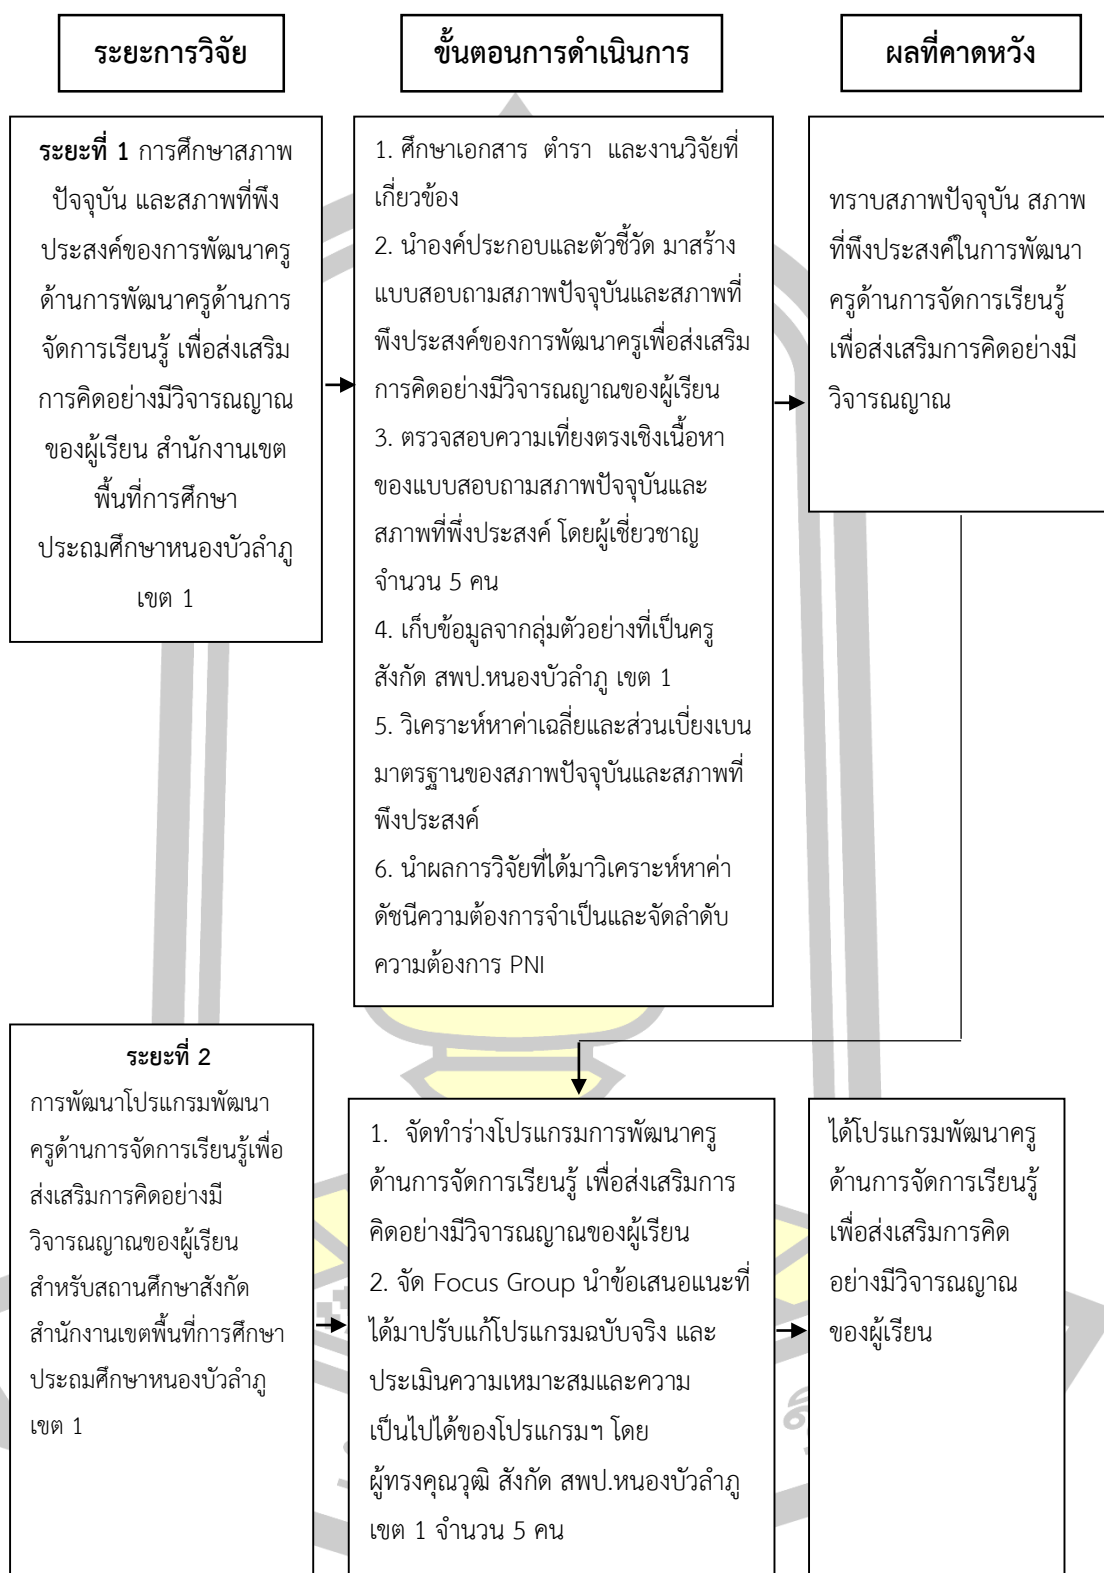 ระยะการวิจัย
ขั้นตอนการดำเนินการ
ผลที่คาดหวัง
ระยะที่ 1 การศึกษาสภาพ
ปัจจุบัน และสภาพที่พึง
ประสงค์ของการพัฒนาครู
ด้านการพัฒนาครูด้านการ
จัดการเรียนรู้ เพื่อส่งเสริม
การคิดอย่างมีวิจารณญาณ
ของผู้เรียน สำนักงานเขต
พื้นที่การศึกษา
ประถมศึกษาหนองบัวลำภู
เขต 1
1. ศึกษาเอกสาร ตำรา และงานวิจัยที่
เกี่ยวข้อง
2. นำองค์ประกอบและตัวชี้วัด มาสร้าง
แบบสอบถามสภาพปัจจุบันและสภาพที่
พึงประสงค์ของการพัฒนาครูเพื่อส่งเสริม
การคิดอย่างมีวิจารณญาณของผู้เรียน
3. ตรวจสอบความเที่ยงตรงเชิงเนื้อหา
ของแบบสอบถามสภาพปัจจุบันและ
สภาพที่พึ่งประสงค์ โดยผู้เชี่ยวชาญ
จำนวน 5 คน
4. เก็บข้อมูลจากลุ่มตัวอย่างที่เป็นครู
สังกัด สพป.หนองบัวลำภู เขต 1
5. วิเคราะห์หาค่าเฉลี่ยและส่วนเบี่ยงเบน
มาตรฐานของสภาพปัจจุบันและสภาพที่
พึงประสงค์
6. นำผลการวิจัยที่ได้มาวิเคราะห์หาค่า
ดัชนีความต้องการจำเป็นและจัดลำดับ
ความต้องการ PNI
ทราบสภาพปัจจุบัน สภาพ
ที่พึงประสงค์ในการพัฒนา
ครูด้านการจัดการเรียนรู้
เพื่อส่งเสริมการคิดอย่างมี
วิจารณญาณ
ระยะที่ 2
การพัฒนาโปรแกรมพัฒนา
ครูด้านการจัดการเรียนรู้เพื่อ
ส่งเสริมการคิดอย่างมี
วิจารณญาณของผู้เรียน
สำหรับสถานศึกษาสังกัด
สำนักงานเขตพื้นที่การศึกษา
ประถมศึกษาหนองบัวลำภู
เขต 1
1. จัดทำร่างโปรแกรมการพัฒนาครู
ด้านการจัดการเรียนรู้ เพื่อส่งเสริมการ
คิดอย่างมีวิจารณญาณของผู้เรียน
2. จัด Focus Group นำข้อเสนอแนะที่
ได้มาปรับแก้โปรแกรมฉบับจริง และ
ประเมินความเหมาะสมและความ
เป็นไปได้ของโปรแกรมฯ โดย
ผู้ทรงคุณวุฒิ สังกัด สพป.หนองบัวลำภู
เขต 1 จำนวน 5 คน
ได้โปรแกรมพัฒนาครู
ด้านการจัดการเรียนรู้
เพื่อส่งเสริมการคิด
อย่างมีวิจารณญาณ
ของผู้เรียน